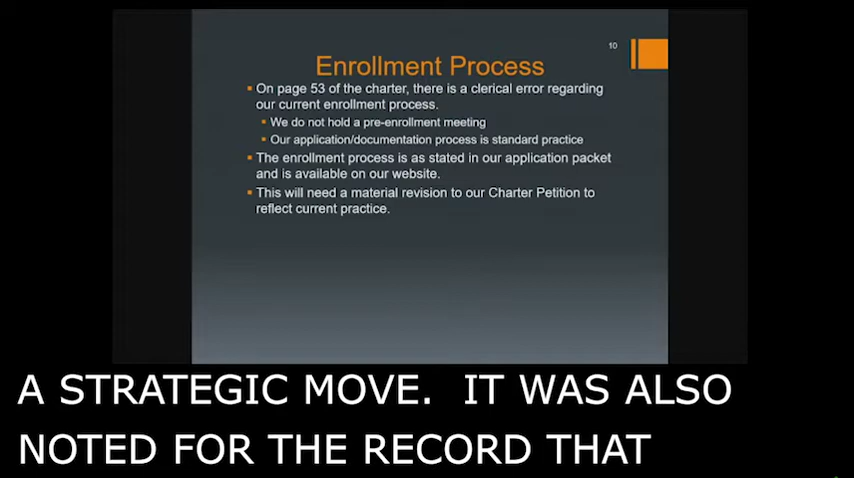 10
Enrollment Process
▪ On page 53 of the charter, there is a clerical error regarding
our current enrollment process.
▪ We do not hold a pre-enrollment meeting
▪ Our application/documentation process is standard practice
▪ The enrollment process is as stated in our application packet
and is available on our website.
▪ This will need a material revision to our Charter Petition to
reflect current practice.
A STRATEGIC MOVE.  IT WAS ALSO
NOTED FOR THE RECORD THAT